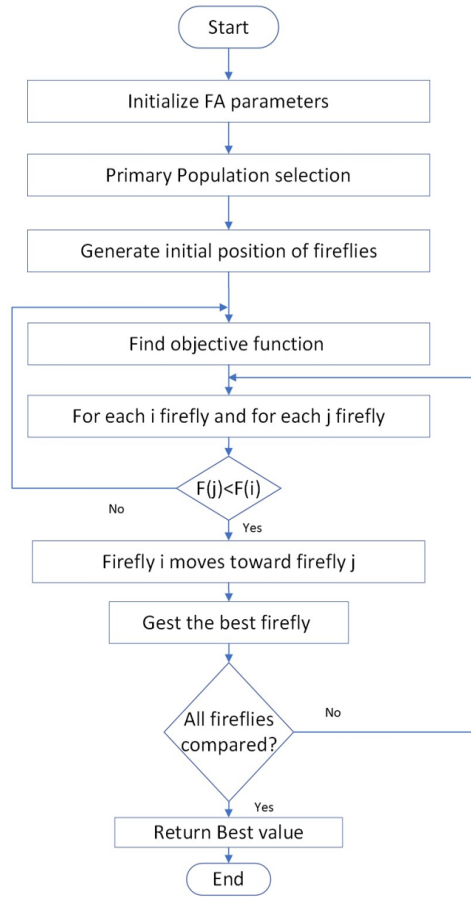 Start
Initialize FA parameters
Primary Population selection
Generate initial position of fireflies
Find objective function
For each i firefly and for each j firefly
F(j)<F(i)
No
Yes
Firefly i moves toward firefly j
Gest the best firefly
All fireflies
compared?
No
Yes
Return Best value
End